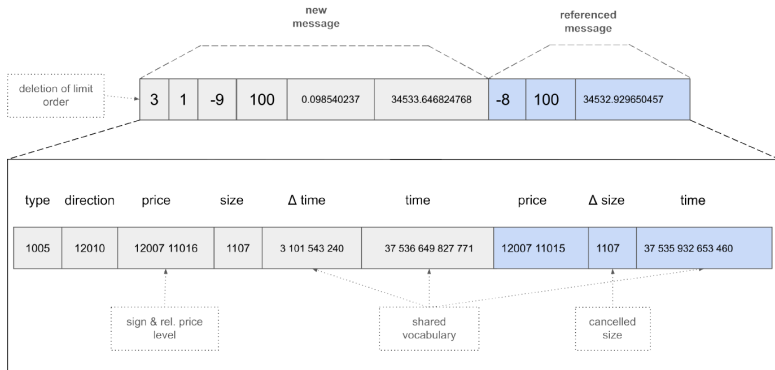 new
message
referenced
message
deletion of limit
order
3 1 -9 100 0.098540237 34533.646824768 -8 100 34532.929650457
type direction price size Δ time time price Δ size time
1005 12010 12007 11016 1107 3 101 543 240 37 536 649 827 771 12007 11015 1107 37 535 932 653 460
sign & rel. price
level
shared
vocabulary
cancelled
size